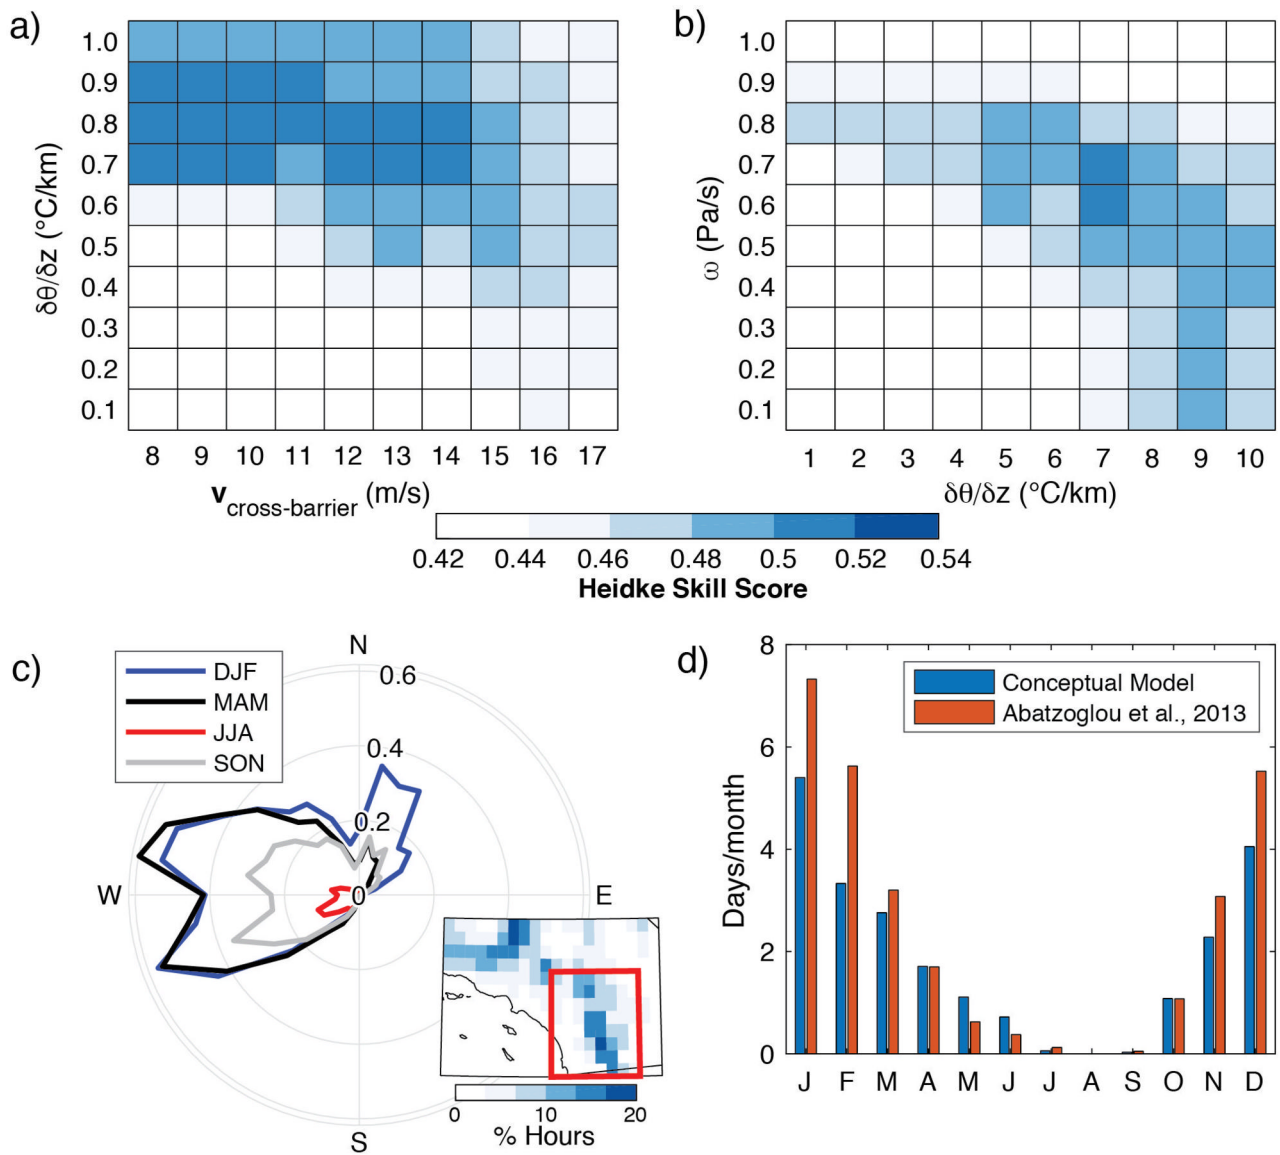 a)
1.0
0.9
0.8
0.7
0.6
0.5
0.4
0.3
0.2
0.1
δθ/δz (°C/km)
8 9 10 11 12 13 14 15 16 17
v cross-barrier (m/s)
b)
1.0
0.9
0.8
0.7
0.6
0.5
0.4
0.3
0.2
0.1
ω (Pa/s)
1 2 3 4 5 6 7 8 9 10
δθ/δz (°C/km)
0.42 0.44 0.46 0.48 0.5 0.52 0.54
Heidke Skill Score
c)
DJF
MAM
JJA
SON
N
0.6
0.4
0.2
0
W
E
S
0 10 20
% Hours
d)
8
6
4
2
0
Days/month
Conceptual Model
Abatzoglou et al., 2013
J F M A M J J A S O N D